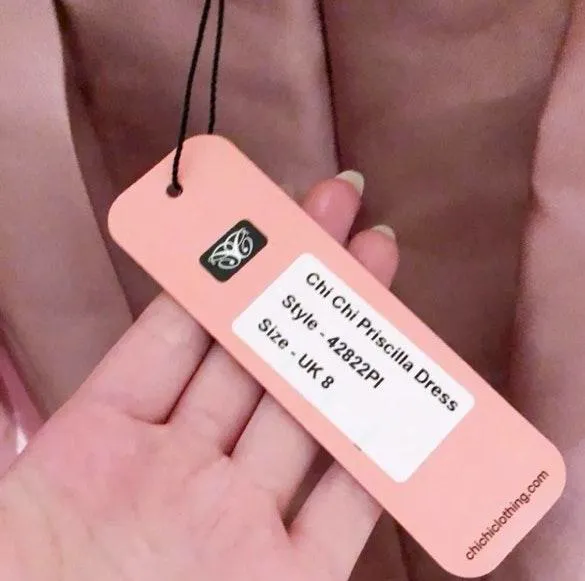 Chi Chi Priscilla Dress
Style - 42822PI
Size - UK 8
chichiclothing.com